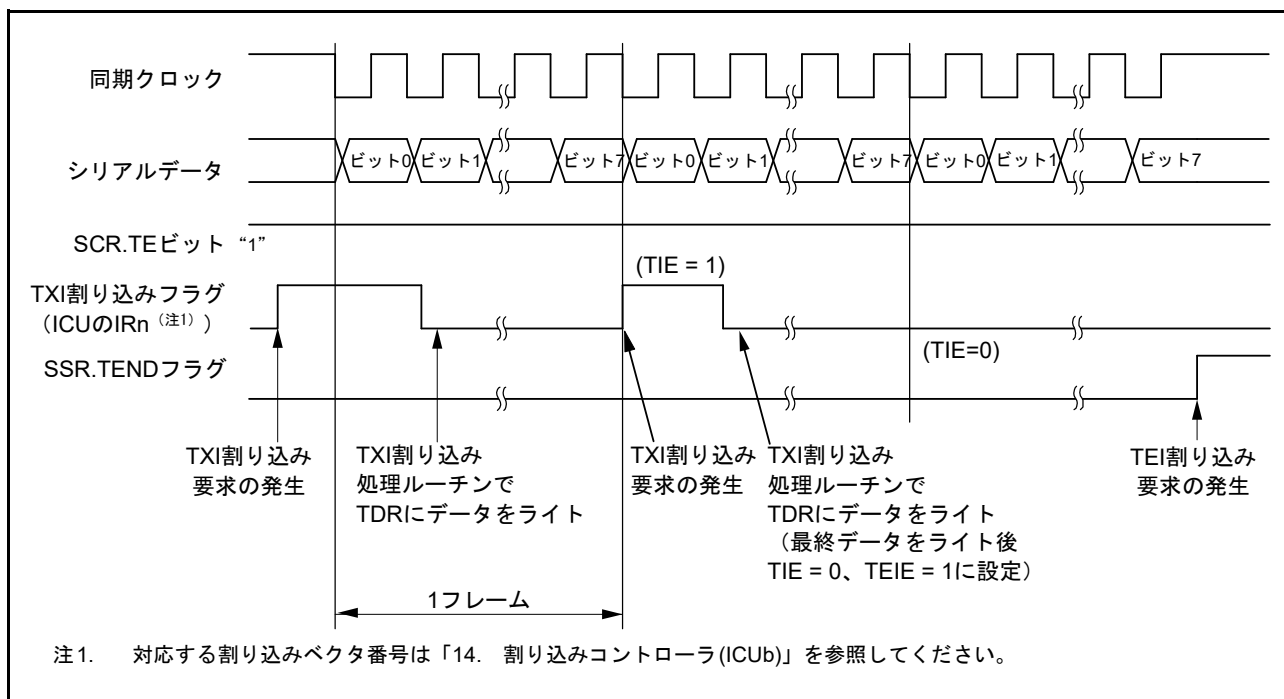 同期クロック
シリアルデータ
ビット0 ビット1 ビット7 ビット0 ビット1 ビット7 ビット0 ビット1 ビット7
SCR.TEビット “1”
(TIE = 1)
TXI割り込みフラグ
（ICUのIRn（注1））
(TIE=0)
SSR.TENDフラグ
TXI割り込み
要求の発生
TXI割り込み
処理ルーチンで
TDRにデータをライト
TXI割り込み
要求の発生
TXI割り込み
処理ルーチンで
TDRにデータをライト
（最終データをライト後
TIE = 0、TEIE = 1に設定）
TEI割り込み
要求の発生
1フレーム
注1. 対応する割り込みベクタ番号は「14. 割り込みコントローラ(ICUb)」を参照してください。